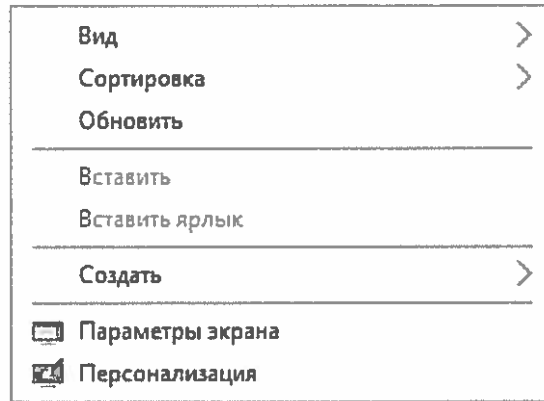 Вид
Сортировка
Обновить
Вставить
Вставить ярлык
Создать
Параметры экрана
Персонализация